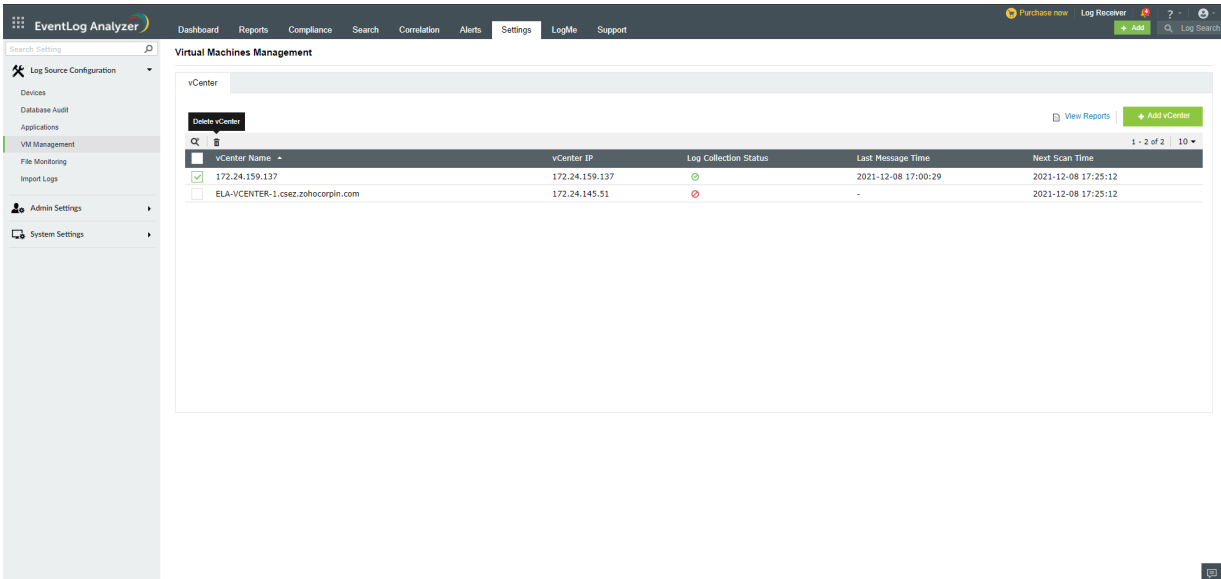 Purchase now Log Receiver 4 ?
EventLog Analyzer
Dashboard Reports Compliance Search Correlation Alerts Settings LogMe Support + Add Log Search
Search Setting
Virtual Machines Management
Log Source Configuration
vCenter
Devices
Database Audit
Applications
VM Management
File Monitoring
Import Logs
Admin Settings
System Settings
Delete vCenter
View Reports + Add vCenter
1 - 2 of 2 10
vCenter Name vCenter IP Log Collection Status Last Message Time Next Scan Time
172.24.159.137 172.24.159.137 2021-12-08 17:00:29 2021-12-08 17:25:12
ELA-VCENTER-1.csez.zohocorpin.com 172.24.145.51 - 2021-12-08 17:25:12